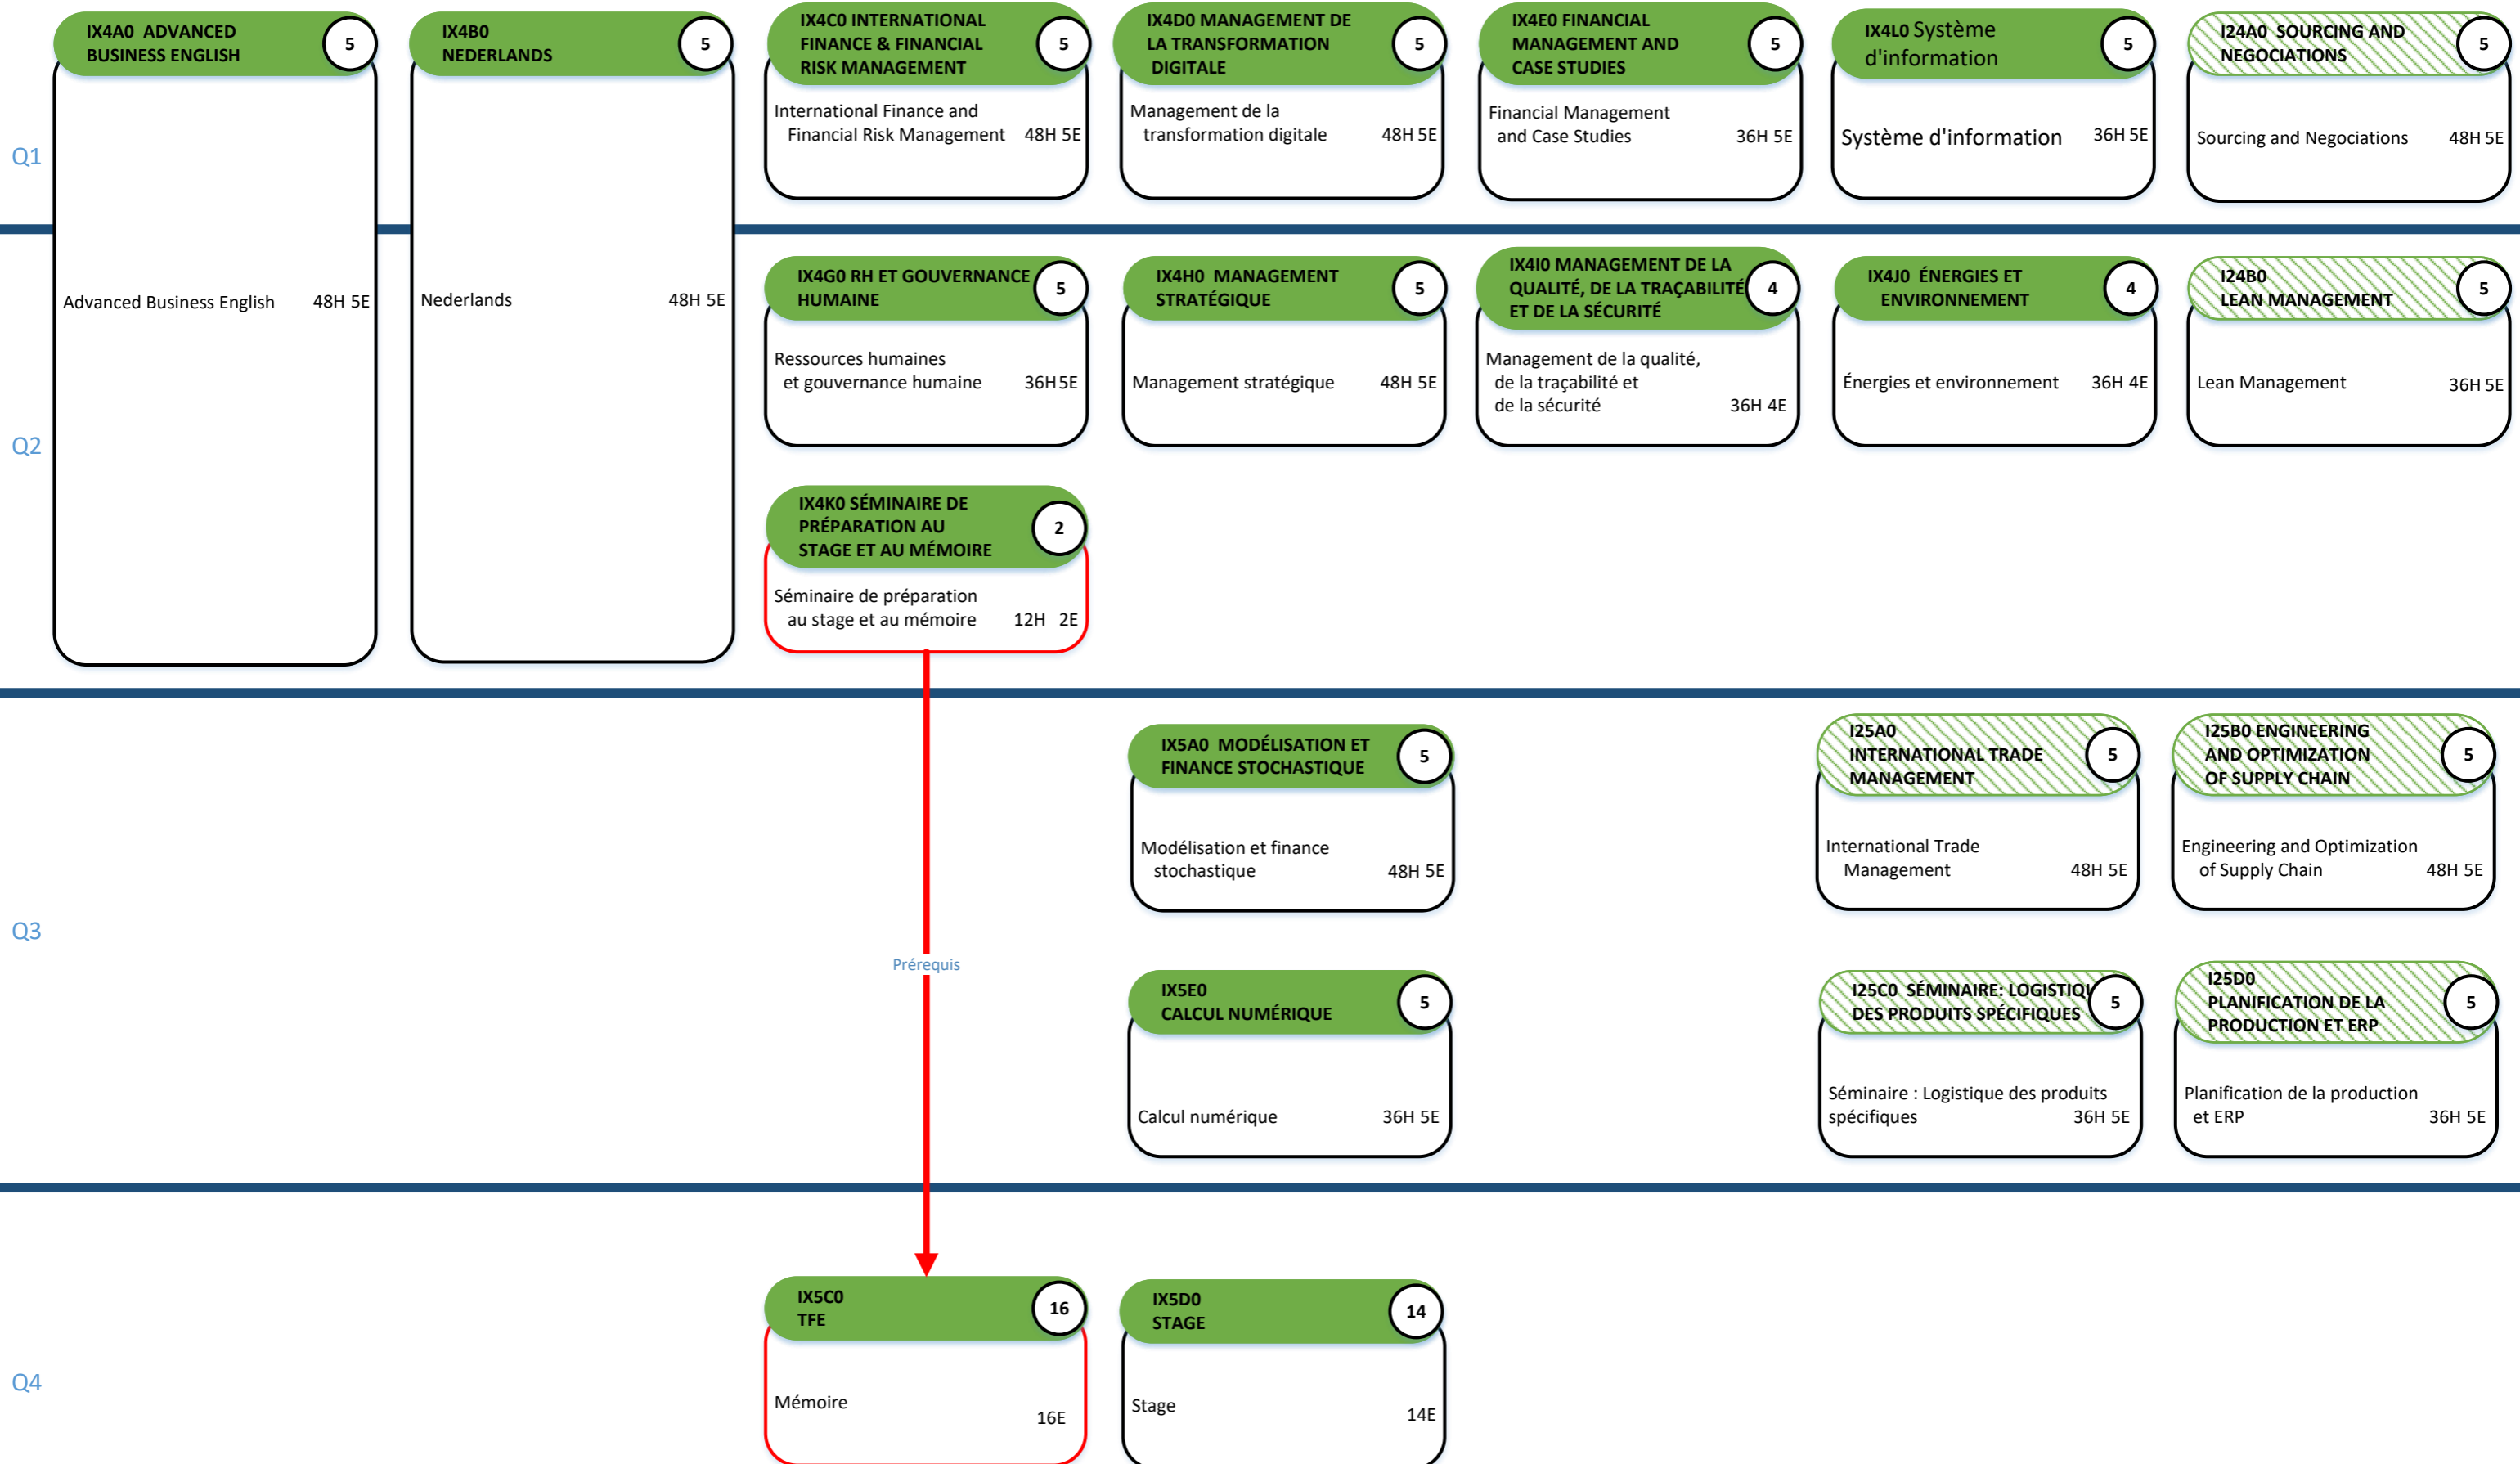 IX4A0 ADVANCED
BUSINESS ENGLISH
5
IX4B0
NEDERLANDS
5
IX4C0 INTERNATIONAL
FINANCE & FINANCIAL
RISK MANAGEMENT
5
IX4D0 MANAGEMENT DE
LA TRANSFORMATION
DIGITALE
5
IX4E0 FINANCIAL
MANAGEMENT AND
CASE STUDIES
5
IX4L0 Système
d'information
5
I24A0 SOURCING AND
NEGOCIATIONS
5
Q1
International Finance and
Financial Risk Management 48H 5E
Management de la
transformation digitale 48H 5E
Financial Management
and Case Studies 36H 5E
Système d'information 36H 5E
Sourcing and Negociations 48H 5E
Q2
Advanced Business English 48H 5E
Nederlands 48H 5E
IX4G0 RH ET GOUVERNANCE
HUMAINE
5
Ressources humaines
et gouvernance humaine 36H 5E
IX4H0 MANAGEMENT
STRATÉGIQUE
5
Management stratégique 48H 5E
IX4I0 MANAGEMENT DE LA
QUALITÉ, DE LA TRAÇABILITÉ
ET DE LA SÉCURITÉ
4
Management de la qualité,
de la traçabilité et
de la sécurité 36H 4E
IX4J0 ÉNERGIES ET
ENVIRONNEMENT
4
Énergies et environnement 36H 4E
I24B0
LEAN MANAGEMENT
5
Lean Management 36H 5E
IX4K0 SÉMINAIRE DE
PRÉPARATION AU
STAGE ET AU MÉMOIRE
2
Séminaire de préparation
au stage et au mémoire 12H 2E
Q3
IX5A0 MODÉLISATION ET
FINANCE STOCHASTIQUE
5
Modélisation et finance
stochastique 48H 5E
I25A0
INTERNATIONAL TRADE
MANAGEMENT
5
International Trade
Management 48H 5E
I25B0 ENGINEERING
AND OPTIMIZATION
OF SUPPLY CHAIN
5
Engineering and Optimization
of Supply Chain 48H 5E
Prérequis
IX5E0
CALCUL NUMÉRIQUE
5
Calcul numérique 36H 5E
I25C0 SÉMINAIRE: LOGISTIQU
DES PRODUITS SPÉCIFIQUES
5
Séminaire : Logistique des produits
spécifiques 36H 5E
I25D0
PLANIFICATION DE LA
PRODUCTION ET ERP
5
Planification de la production
et ERP 36H 5E
Q4
IX5C0
TFE
16
Mémoire
16E
IX5D0
STAGE
14
Stage
14E